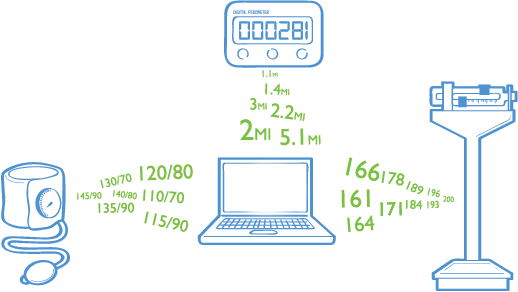 DIGITAL PEDOMETER
000281
1.1MI
1.4MI
3MI 2.2MI
2MI 5.1MI
130/70 120/80
145/90 140/80 110/70
135/90 115/90
166 178 189 196 200
161 171 184 193
164